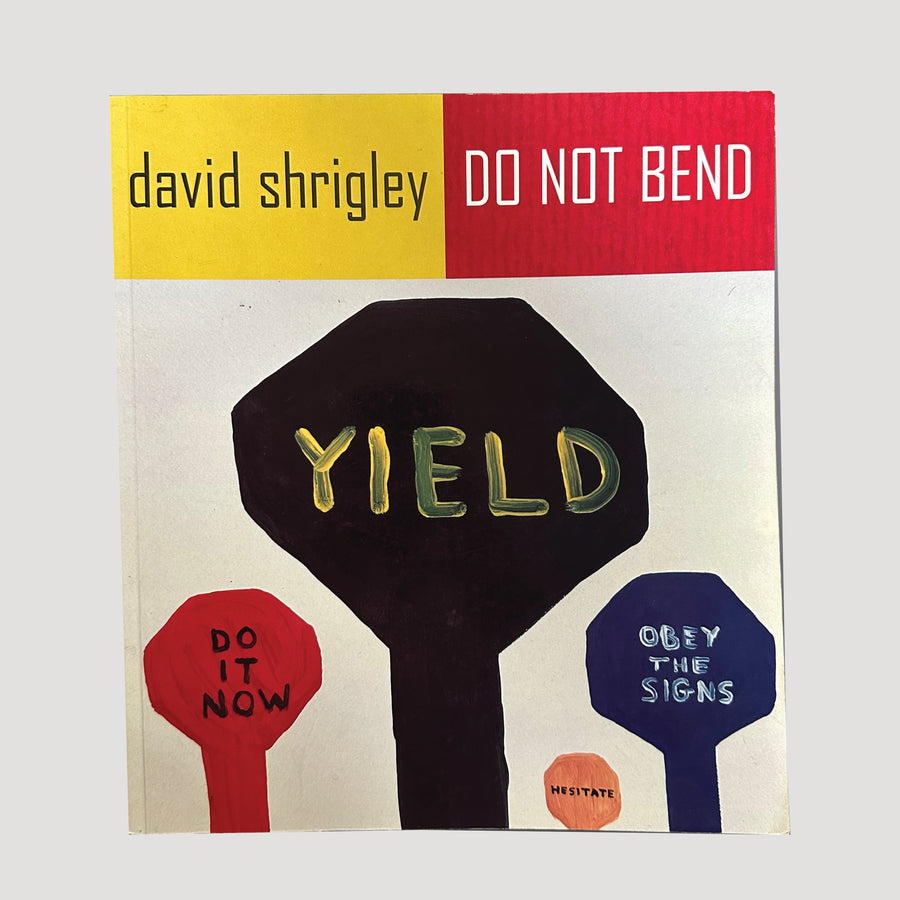 david shrigley
DO NOT BEND
YIELD
DO
IT
NOW
OBEY
THE
SIGNS
HESITATE